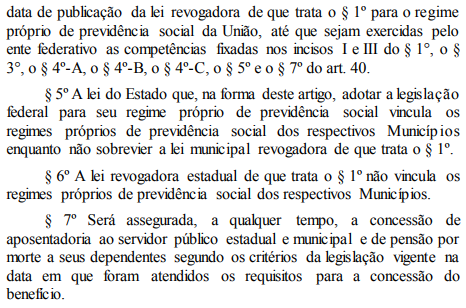 data de publicação da lei revogadora de que trata o § 1º para o regime
próprio de previdência social da União, até que sejam exercidas pelo
ente federativo as competências fixadas nos incisos I e III do § 1°, o §
3°, o § 4º-A, o § 4º-B, o § 4º-C, o § 5º e o § 7º do art. 40.
§ 5º A lei do Estado que, na forma deste artigo, adotar a legislação
federal para seu regime próprio de previdência social vincula os
regimes próprios de previdência social dos respectivos Municípios
enquanto não sobrevier a lei municipal revogadora de que trata o § 1º.
§ 6º A lei revogadora estadual de que trata o § 1º não vincula os
regimes próprios de previdência social dos respectivos Municípios.
§ 7º Será assegurada, a qualquer tempo, a concessão de
aposentadoria ao servidor público estadual e municipal e de pensão por
morte a seus dependentes segundo os critérios da legislação vigente na
data em que foram atendidos os requisitos para a concessão do
benefício.